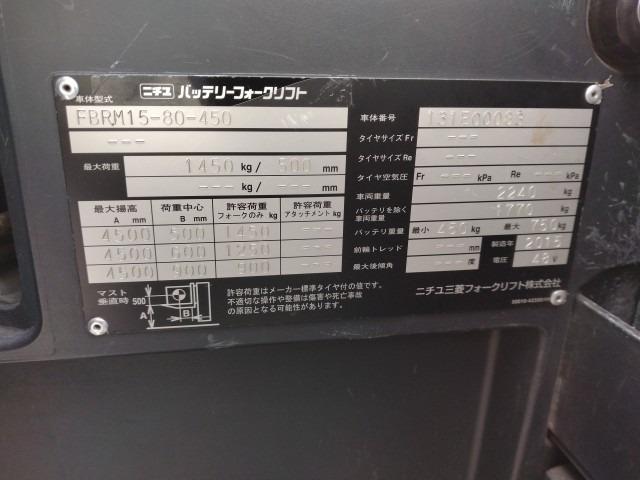 ニチユ バッテリーフォークリフト
車体型式
FBRM15-80-450
---
最大荷重 1450 kg / 500 mm
--- kg / --- mm
最大揚高 A mm 荷重中心 B mm 許容荷重 フォークのみ kg 許容荷重 アタッチメント kg
4500 500 1450 ---
4500 600 1250 ---
4500 900 ---
マスト垂直時 500 A B
許容荷重はメーカー標準タイヤ付の値です。
不適切な操作や整備は傷害や死亡事故
の原因となる可能性があります。
車体番号
タイヤサイズ Fr ---
タイヤサイズ Re ---
タイヤ空気圧 Fr --- kPa Re --- kPa
車両重量 2240 kg
バッテリを除く車両重量 1770 kg
バッテリ重量 最小 kg 最大 kg
前輪トレッド --- mm 製造年
最大後傾角 --- 度 電圧 48 V
ニチユ三菱フォークリフト株式会社